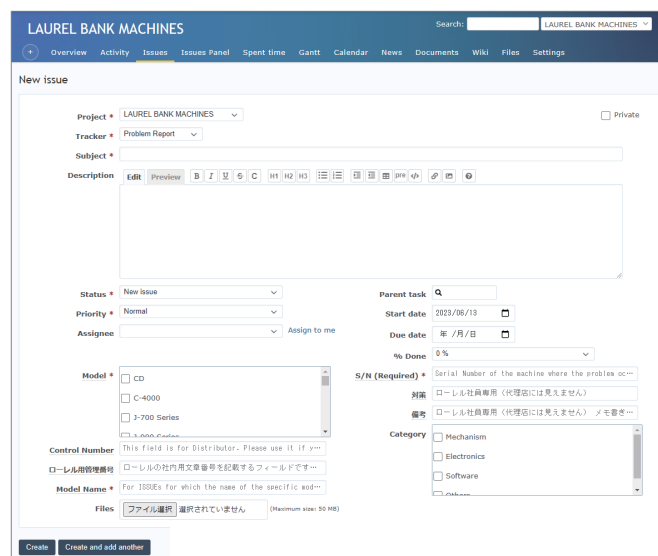 LAUREL BANK MACHINES
Search:
LAUREL BANK MACHINES
+ Overview Activity Issues Issues Panel Spent time Gantt Calendar News Documents Wiki Files Settings
New issue
Project * LAUREL BANK MACHINES
Private
Tracker * Problem Report
Subject *
Description Edit Preview B I U S C H1 H2 H3 pre </>
Status * New issue
Parent task
Priority * Normal
Start date 2023/06/13
Assignee Assign to me
Due date 年 /月/日
% Done 0 %
Model * CD
C-4000
J-700 Series
S/N (Required) * Serial Number of the machine where the problem oc…
対策 ローレル社員専用（代理店には見えません）
備考 ローレル社員専用（代理店には見えません） メモ書き…
Category Mechanism
Electronics
Software
Others
Control Number This field is for Distributor. Please use it if y…
ローレル用管理番号 ローレルの社内用文章番号を記載するフィールドです…
Model Name * For ISSUEs for which the name of the specific mod…
Files ファイル選択 選択されていません (Maximum size: 50 MB)
Create Create and add another